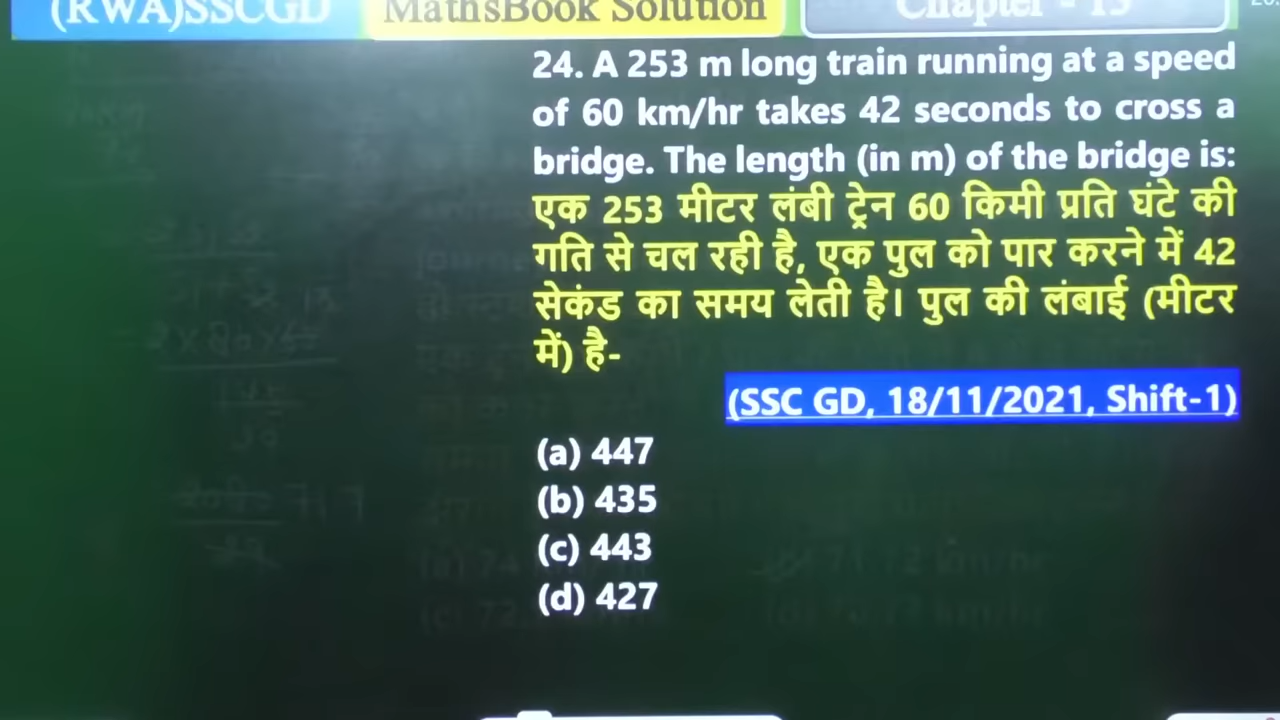 (RWA)SSCGD MathsBook Solution Chapter - 13
24. A 253 m long train running at a speed
of 60 km/hr takes 42 seconds to cross a
bridge. The length (in m) of the bridge is:
एक 253 मीटर लंबी ट्रेन 60 किमी प्रति घंटे की
गति से चल रही है, एक पुल को पार करने में 42
सेकंड का समय लेती है। पुल की लंबाई (मीटर
में) है-
(SSC GD, 18/11/2021, Shift-1)
(a) 447
(b) 435
(c) 443
(d) 427